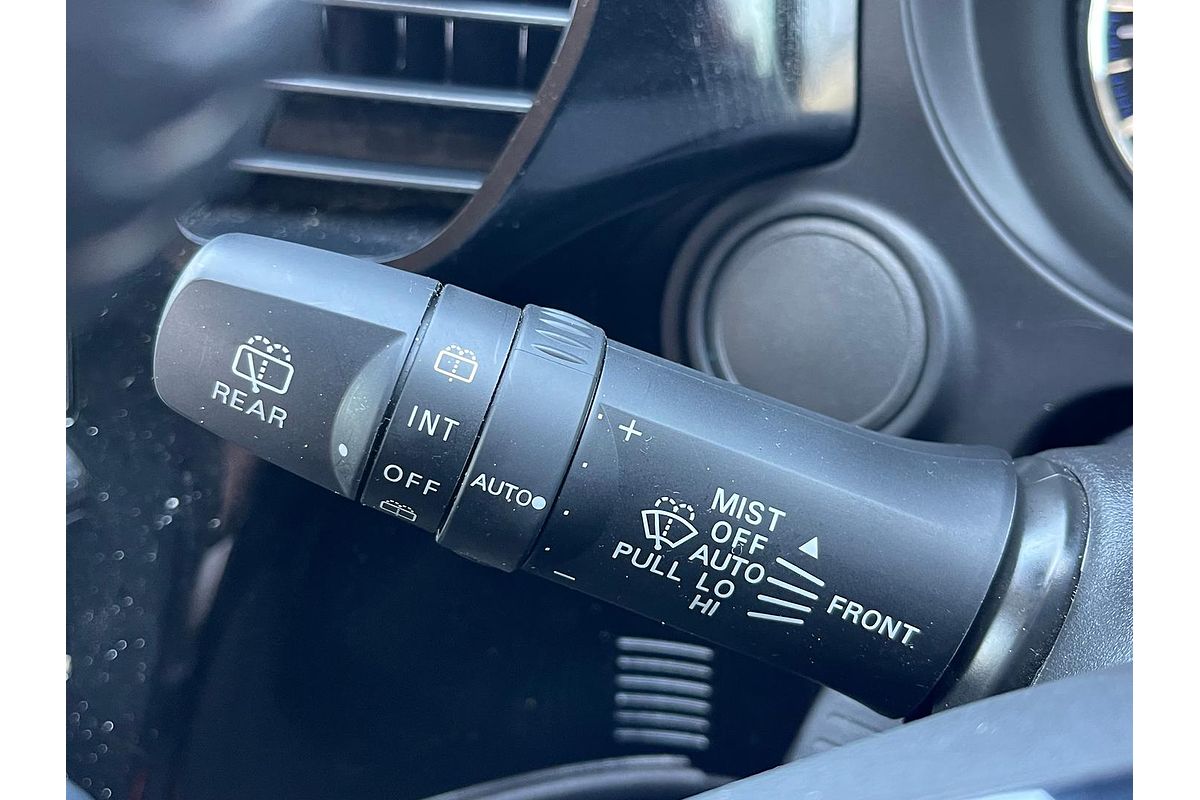 REAR
INT
OFF
AUTO
+
−
MIST
OFF
AUTO
PULL LO
HI
FRONT